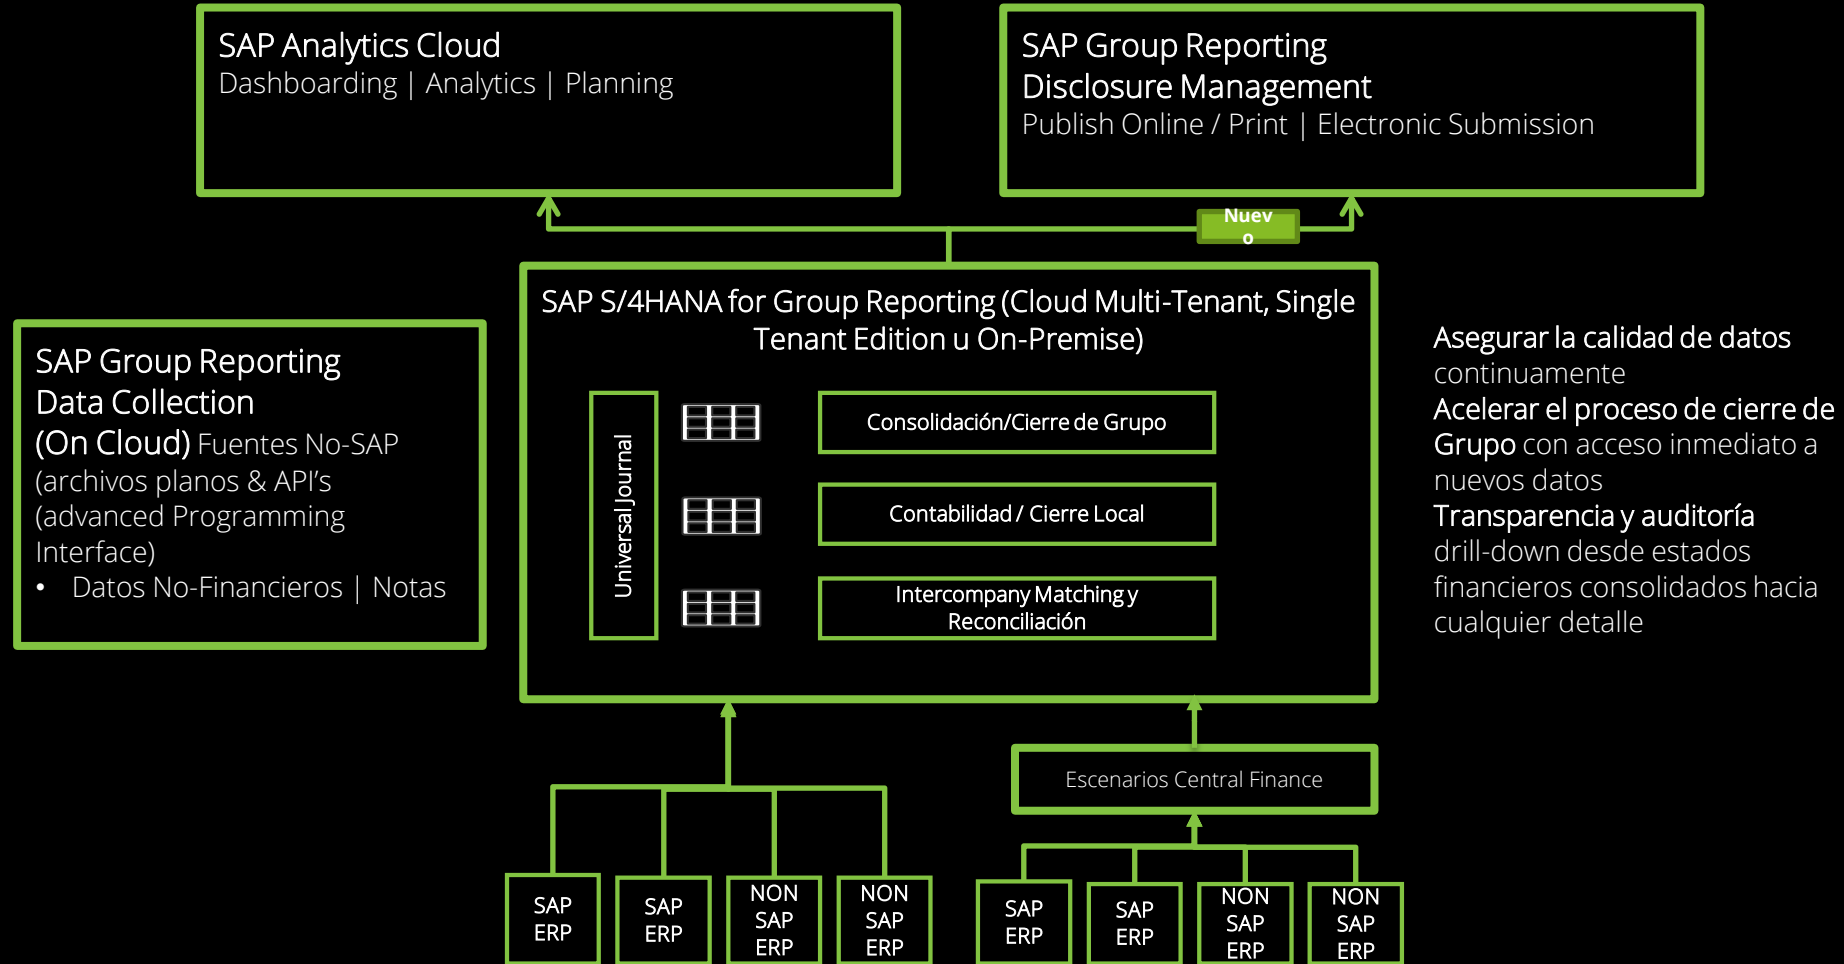 SAP Analytics Cloud
Dashboarding | Analytics | Planning
SAP Group Reporting
Disclosure Management
Publish Online / Print | Electronic Submission
Nuev
o
SAP S/4HANA for Group Reporting (Cloud Multi-Tenant, Single
Tenant Edition u On-Premise)
SAP Group Reporting
Data Collection
(On Cloud) Fuentes No-SAP
(archivos planos & API’s
(advanced Programming
Interface)
• Datos No-Financieros | Notas
Universal Journal
Consolidación/Cierre de Grupo
Contabilidad / Cierre Local
Intercompany Matching y
Reconciliación
Asegurar la calidad de datos
continuamente
Acelerar el proceso de cierre de
Grupo con acceso inmediato a
nuevos datos
Transparencia y auditoría
drill-down desde estados
financieros consolidados hacia
cualquier detalle
Escenarios Central Finance
SAP
ERP
SAP
ERP
NON
SAP
ERP
NON
SAP
ERP
SAP
ERP
SAP
ERP
NON
SAP
ERP
NON
SAP
ERP